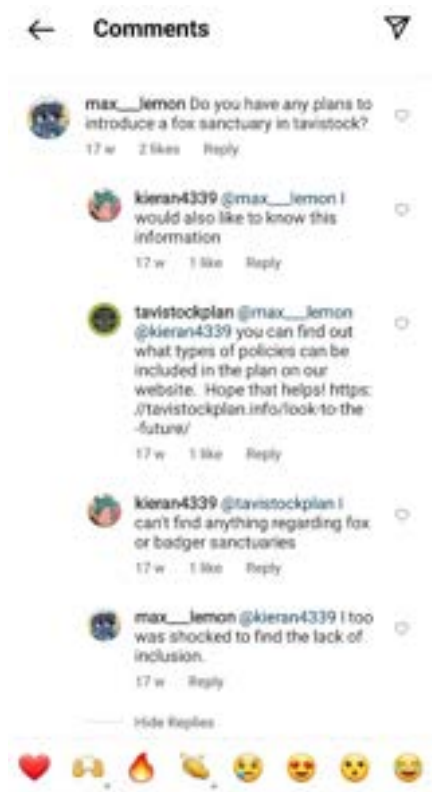 Comments
max__lemon Do you have any plans to
introduce a fox sanctuary in tavistock?
17 w 2 likes Reply
kieran4339 @max__lemon I
would also like to know this
information
17 w 1 like Reply
tavistockplan @max__lemon
@kieran4339 you can find out
what types of policies can be
included in the plan on our
website. Hope that helps! https:
//tavistockplan.info/look-to-the
-future/
17 w 1 like Reply
kieran4339 @tavistockplan I
can't find anything regarding fox
or badger sanctuaries
17 w 1 like Reply
max__lemon @kieran4339 I too
was shocked to find the lack of
inclusion.
17 w Reply
Hide Replies